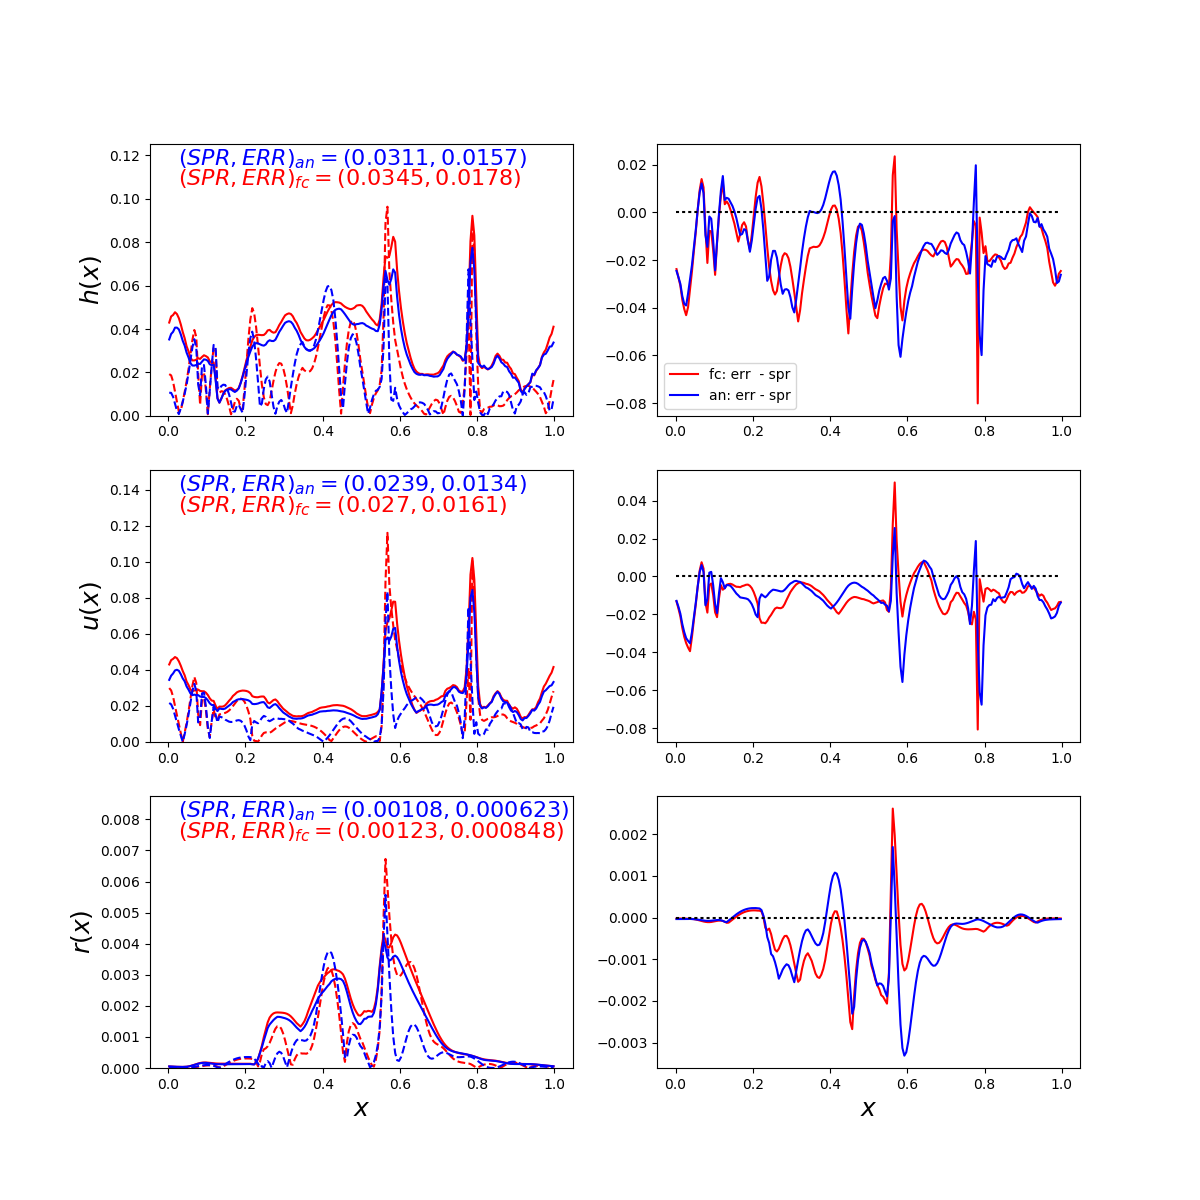 (SPR, ERR)an = (0.0311, 0.0157)
(SPR, ERR)fc = (0.0345, 0.0178)
h(x)
0.12
0.10
0.08
0.06
0.04
0.02
0.00
0.0 0.2 0.4 0.6 0.8 1.0
0.02
0.00
−0.02
−0.04
−0.06
−0.08
fc: err - spr
an: err - spr
0.0 0.2 0.4 0.6 0.8 1.0
(SPR, ERR)an = (0.0239, 0.0134)
(SPR, ERR)fc = (0.027, 0.0161)
u(x)
0.14
0.12
0.10
0.08
0.06
0.04
0.02
0.00
0.0 0.2 0.4 0.6 0.8 1.0
0.04
0.02
0.00
−0.02
−0.04
−0.06
−0.08
0.0 0.2 0.4 0.6 0.8 1.0
(SPR, ERR)an = (0.00108, 0.000623)
(SPR, ERR)fc = (0.00123, 0.000848)
r(x)
0.008
0.007
0.006
0.005
0.004
0.003
0.002
0.001
0.000
0.0 0.2 0.4 0.6 0.8 1.0
x
0.002
0.001
0.000
−0.001
−0.002
−0.003
0.0 0.2 0.4 0.6 0.8 1.0
x